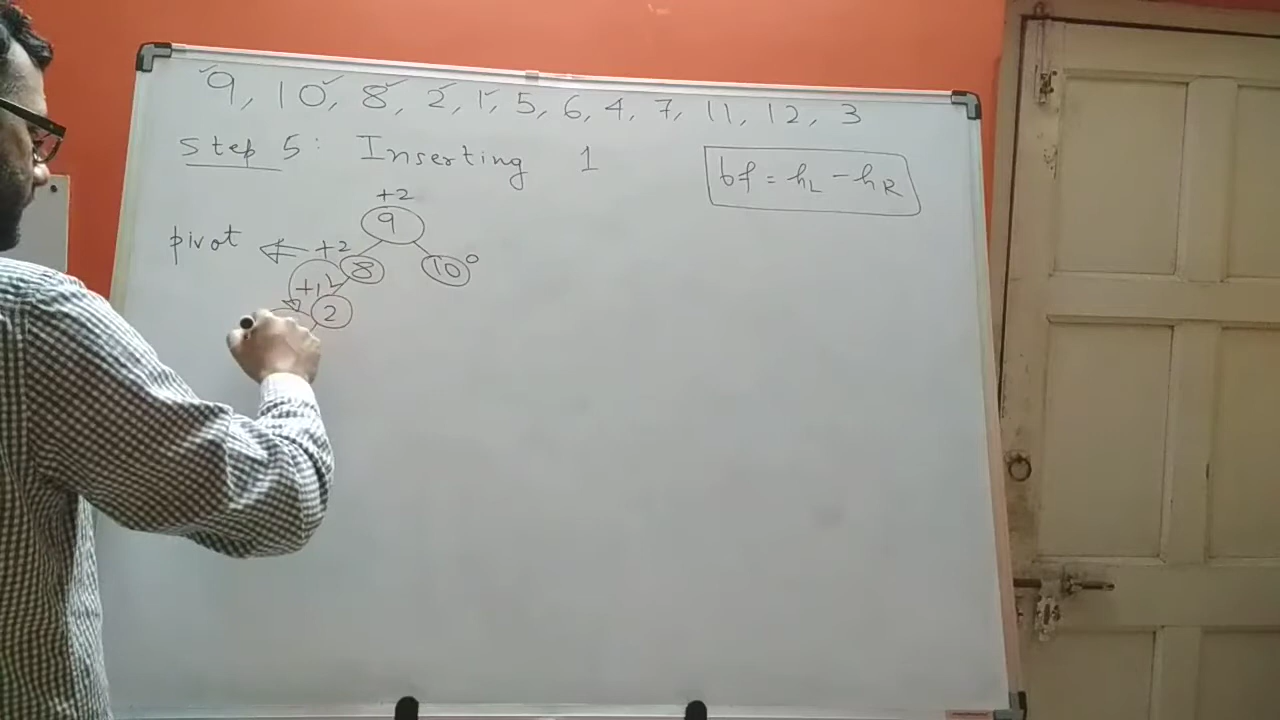 9, 10, 8, 2, 1, 5, 6, 4, 7, 11, 12, 3
Step 5: Inserting 1
bf = hL - hR
+2
9
pivot +2 8 10 0
+1 2